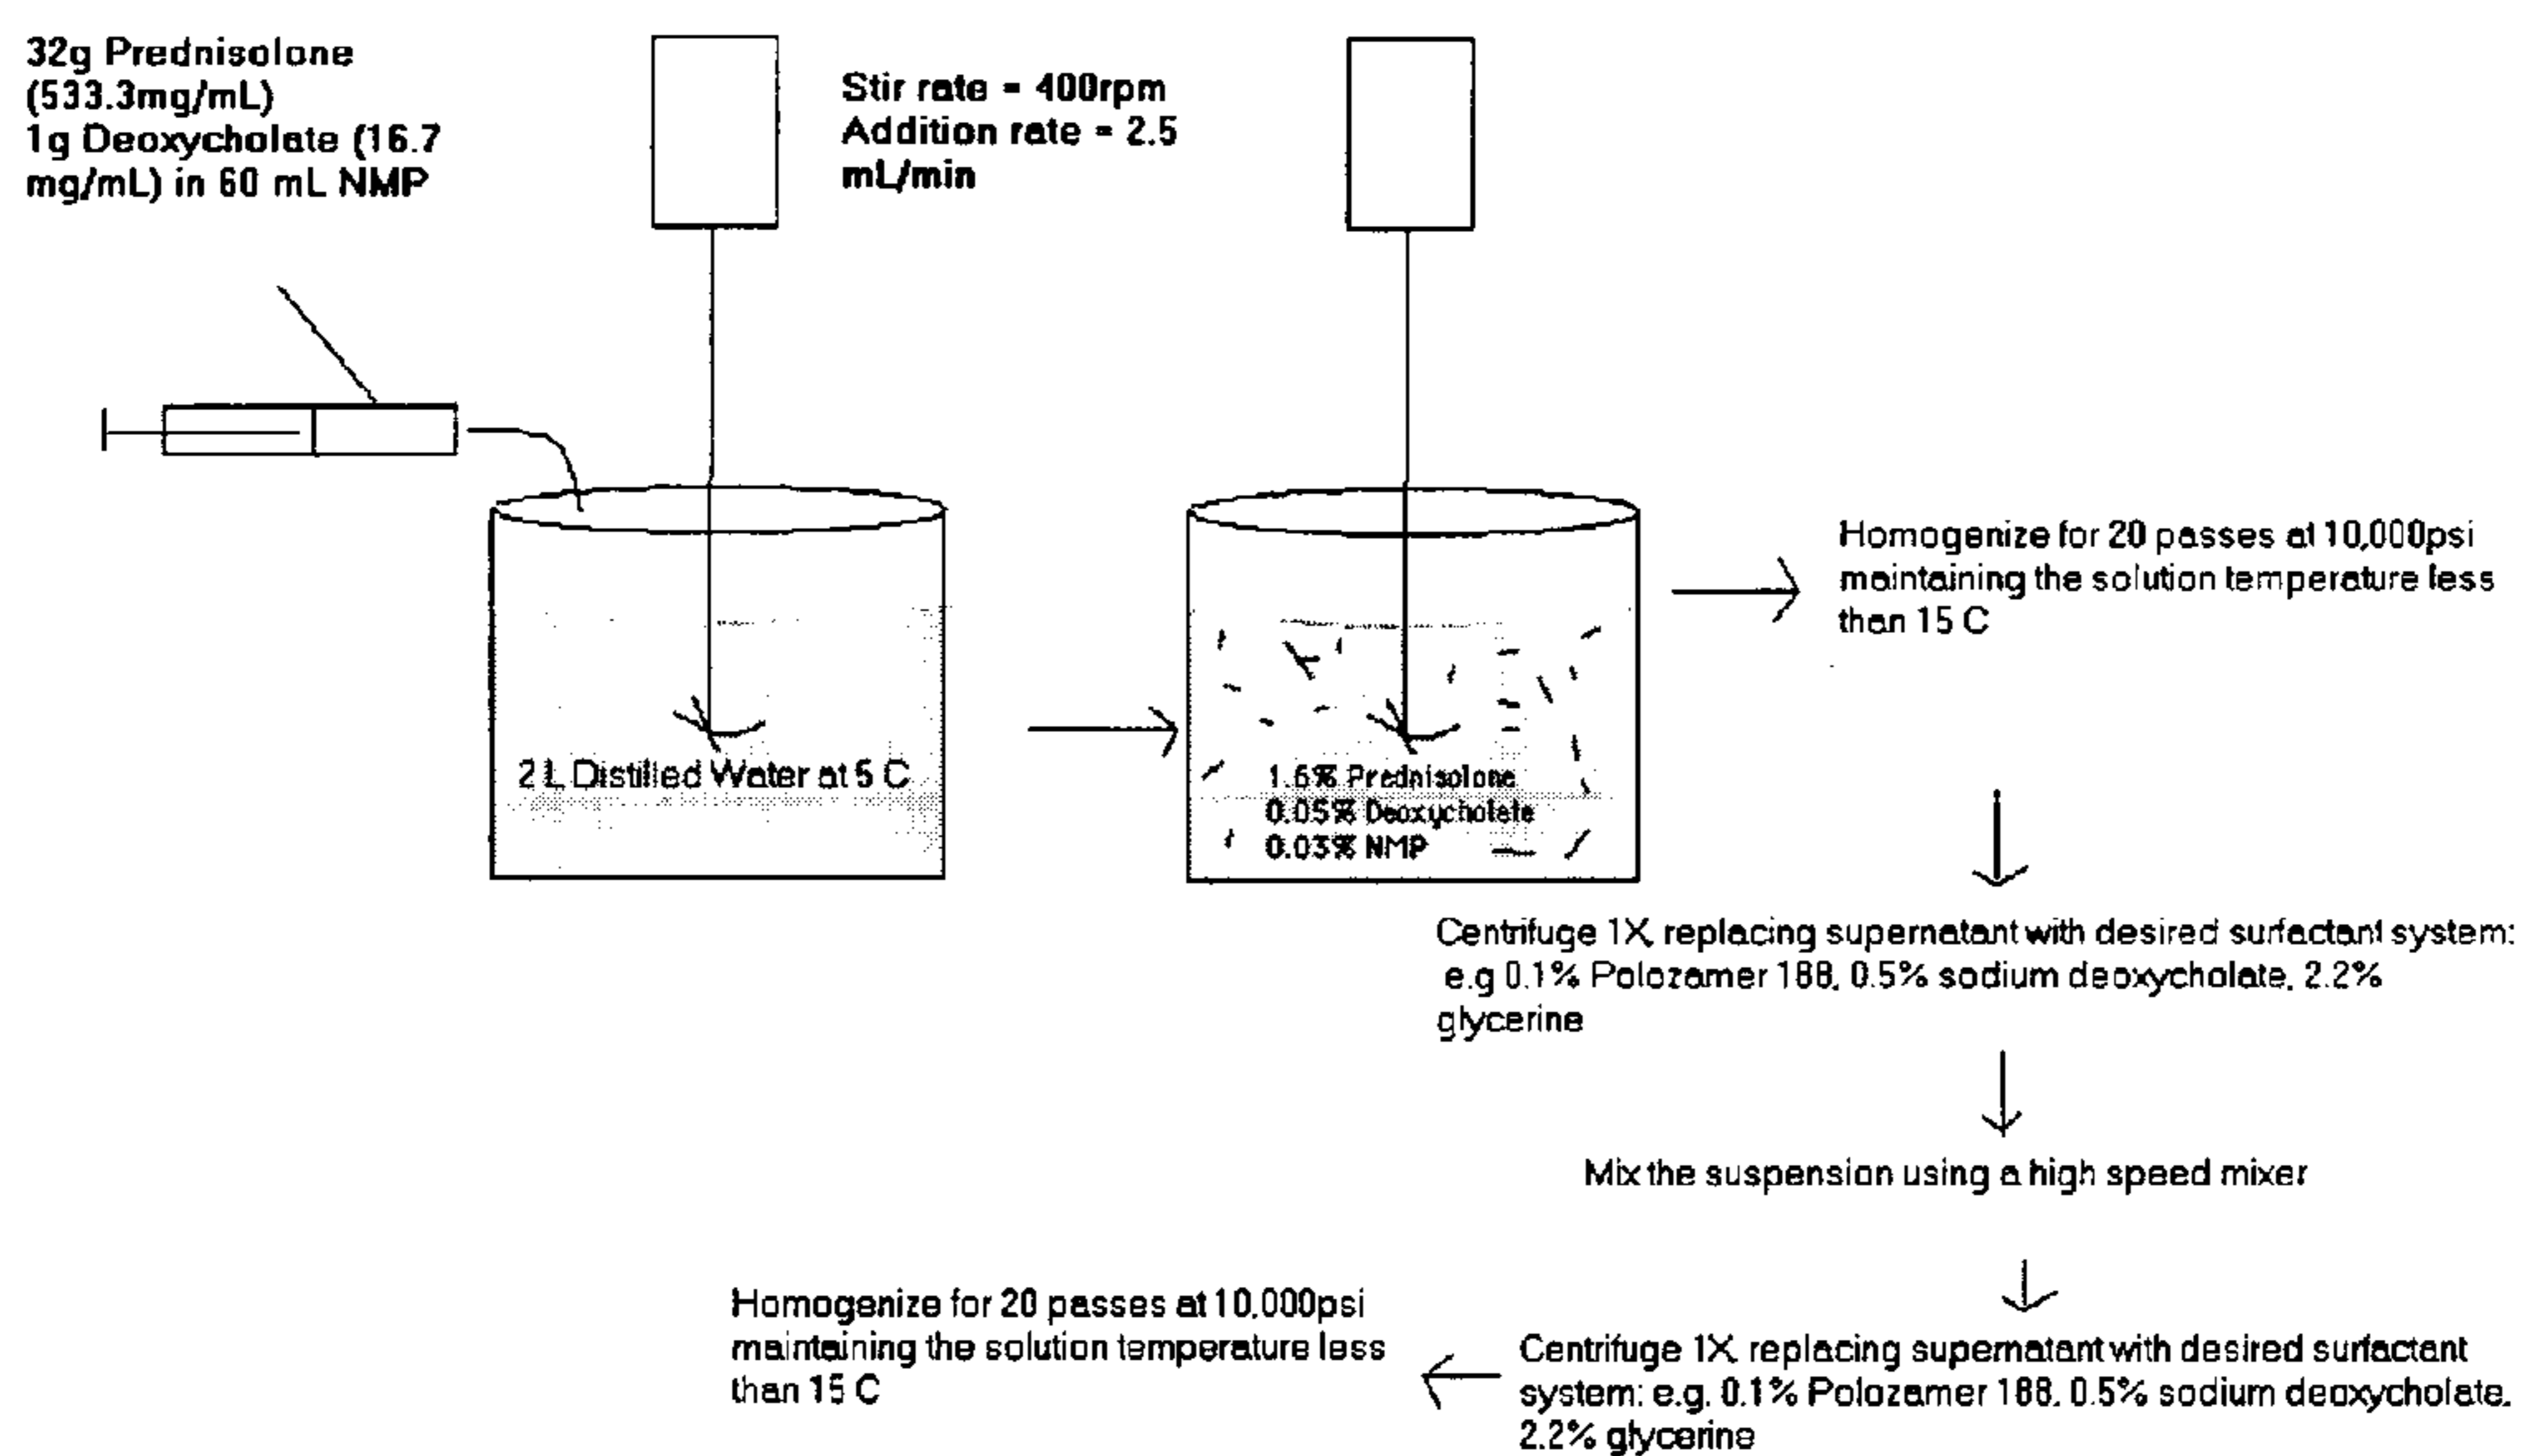 32g Prednisolone
(533.3mg/mL)
1g Deoxycholate (16.7
mg/mL) in 60 mL NMP
Stir rate = 400rpm
Addition rate = 2.5
mL/min
2 L Distilled Water at 5 C
1.6% Prednisolone
0.05% Deoxycholate
0.03% NMP
Homogenize for 20 passes at 10,000psi
maintaining the solution temperature less
than 15 C
Centrifuge 1X, replacing supernatant with desired surfactant system:
e.g 0.1% Polozamer 188, 0.5% sodium deoxycholate, 2.2%
glycerine
Mix the suspension using a high speed mixer
Centrifuge 1X, replacing supernatant with desired surfactant
system: e.g. 0.1% Polozamer 188, 0.5% sodium deoxycholate,
2.2% glycerine
Homogenize for 20 passes at 10,000psi
maintaining the solution temperature less
than 15 C